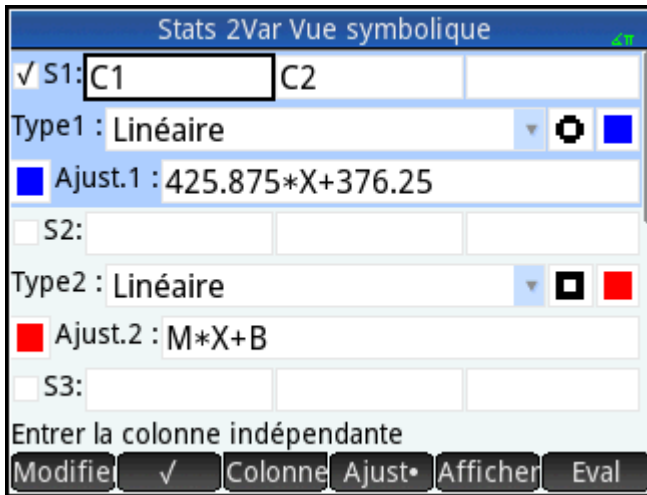 Stats 2Var Vue symbolique
∡π
√ S1: C1 C2
Type1 : Linéaire
Ajust.1 : 425.875*X+376.25
S2:
Type2 : Linéaire
Ajust.2 : M*X+B
S3:
Entrer la colonne indépendante
Modifie √ Colonne Ajust• Afficher Eval